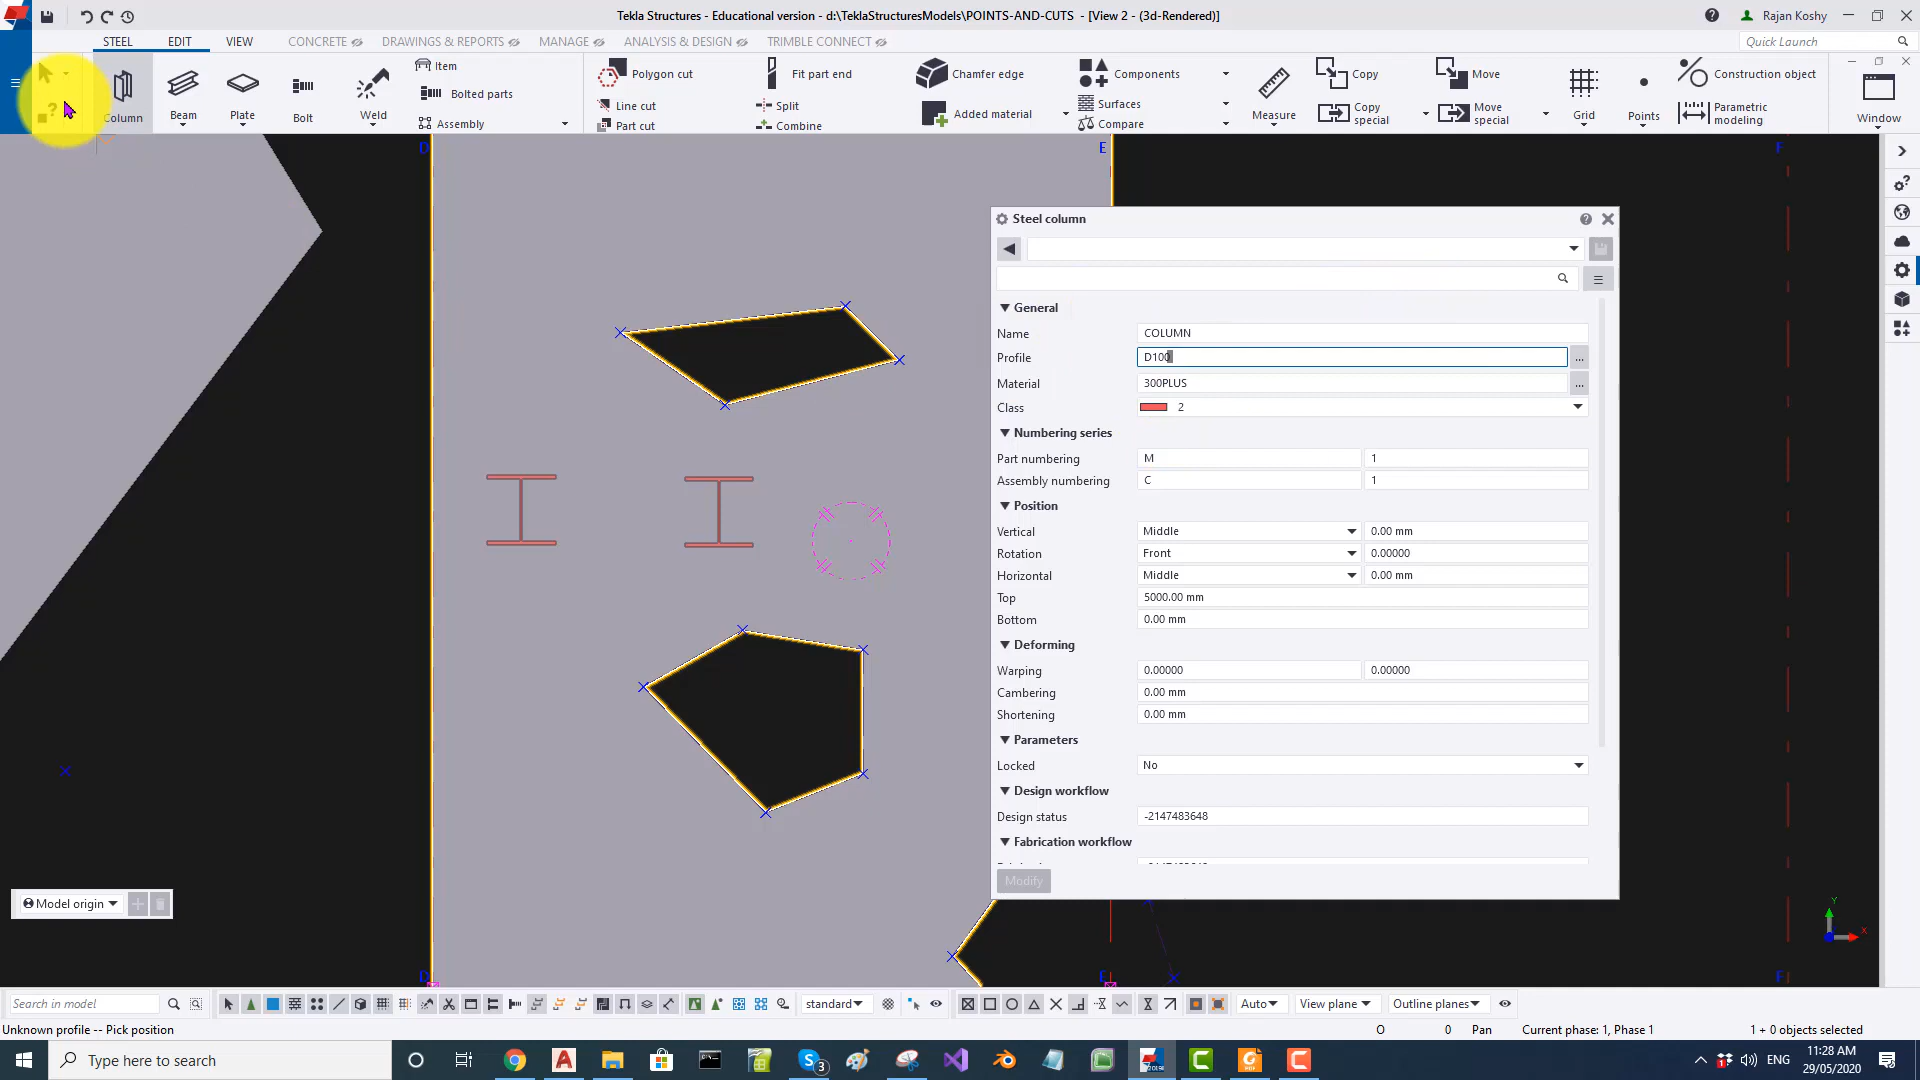 Tekla Structures - Educational version - d:\TeklaStructuresModels\POINTS-AND-CUTS - [View 2 - (3d-Rendered)]
Rajan Koshy
STEEL
EDIT
VIEW
CONCRETE
DRAWINGS & REPORTS
MANAGE
ANALYSIS & DESIGN
TRIMBLE CONNECT
Quick Launch
Column
Beam
Plate
Bolt
Weld
Item
Bolted parts
Assembly
Polygon cut
Line cut
Part cut
Fit part end
Split
Combine
Chamfer edge
Added material
Components
Surfaces
Compare
Measure
Copy
Copy special
Move
Move special
Grid
Points
Construction object
Parametric modeling
Window
D
E
F
Steel column
General
Name COLUMN
Profile D100
Material 300PLUS
Class 2
Numbering series
Part numbering M 1
Assembly numbering C 1
Position
Vertical Middle 0.00 mm
Rotation Front 0.00000
Horizontal Middle 0.00 mm
Top 5000.00 mm
Bottom 0.00 mm
Deforming
Warping 0.00000 0.00000
Cambering 0.00 mm
Shortening 0.00 mm
Parameters
Locked No
Design workflow
Design status -2147483648
Fabrication workflow
Modify
Model origin
Y
X
D
E
F
Search in model
standard
Auto
View plane
Outline planes
Unknown profile -- Pick position
O 0 Pan Current phase: 1, Phase 1 1 + 0 objects selected
Type here to search
3
ENG
11:28 AM
29/05/2020